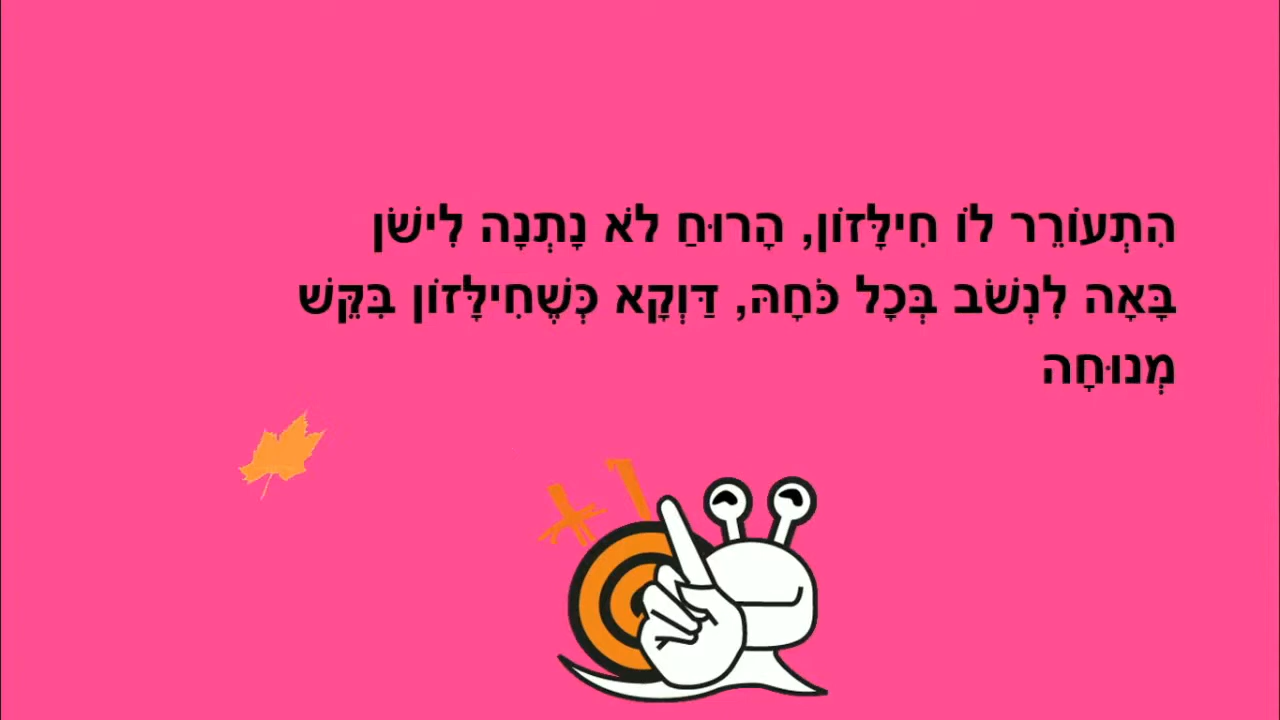 הִתְעוֹרֵר לוֹ חִילָּזוֹן, הָרוּחַ לֹא נָתְנָה לִישֹׁן
בָּאָה לִנְשֹׁב בְּכָל כֹּחָהּ, דַּוְקָא כְּשֶׁחִילָּזוֹן בִּקֵּשׁ
מְנוּחָה